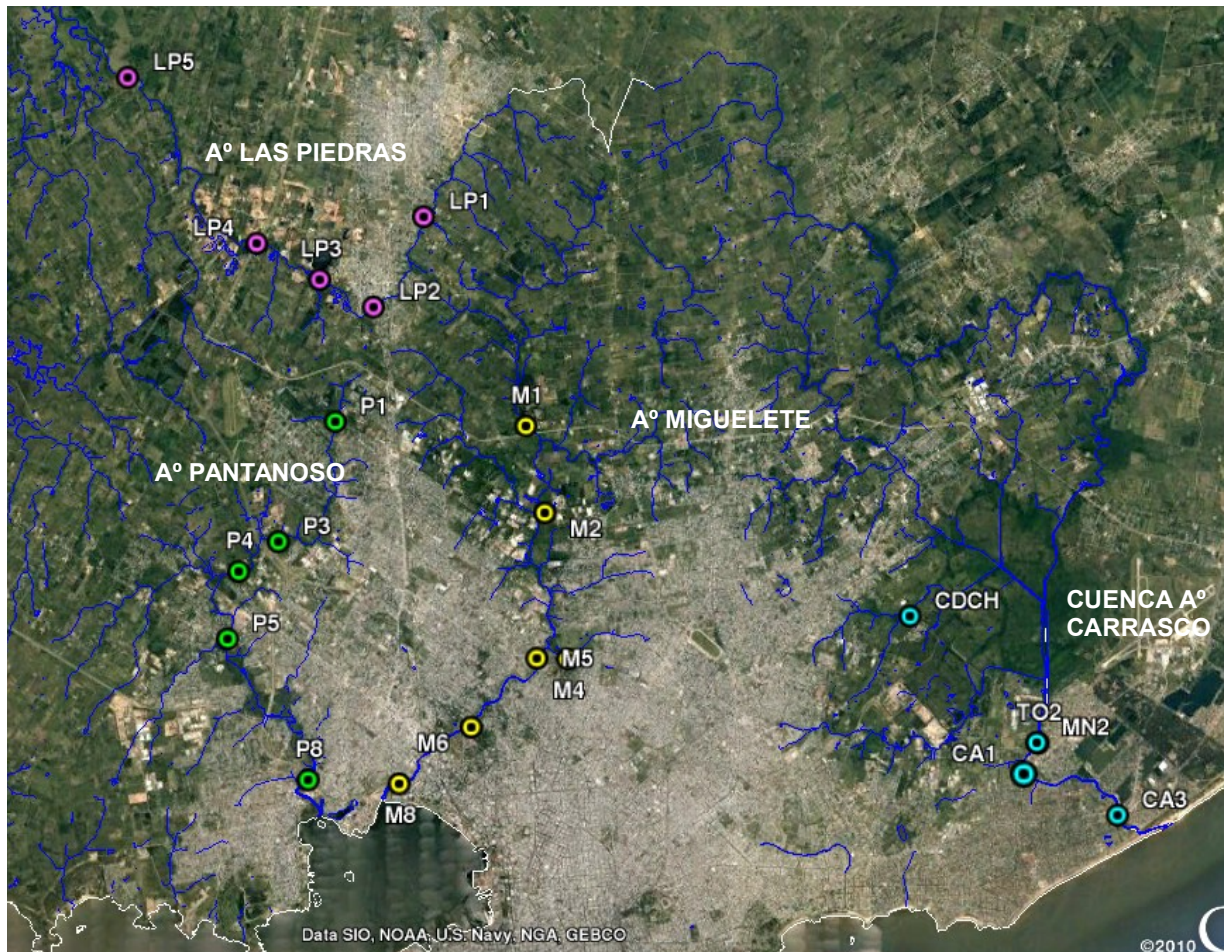 LP5
Aº LAS PIEDRAS
LP1
LP4
LP3
LP2
P1
M1
Aº MIGUELETE
Aº PANTANOSO
M2
P4
P3
CDCH
CUENCA Aº
CARRASCO
P5
M5
M4
TO2
MN2
M6
CA1
P8
CA3
M8
Data SIO, NOAA, U.S. Navy, NGA, GEBCO
©2010